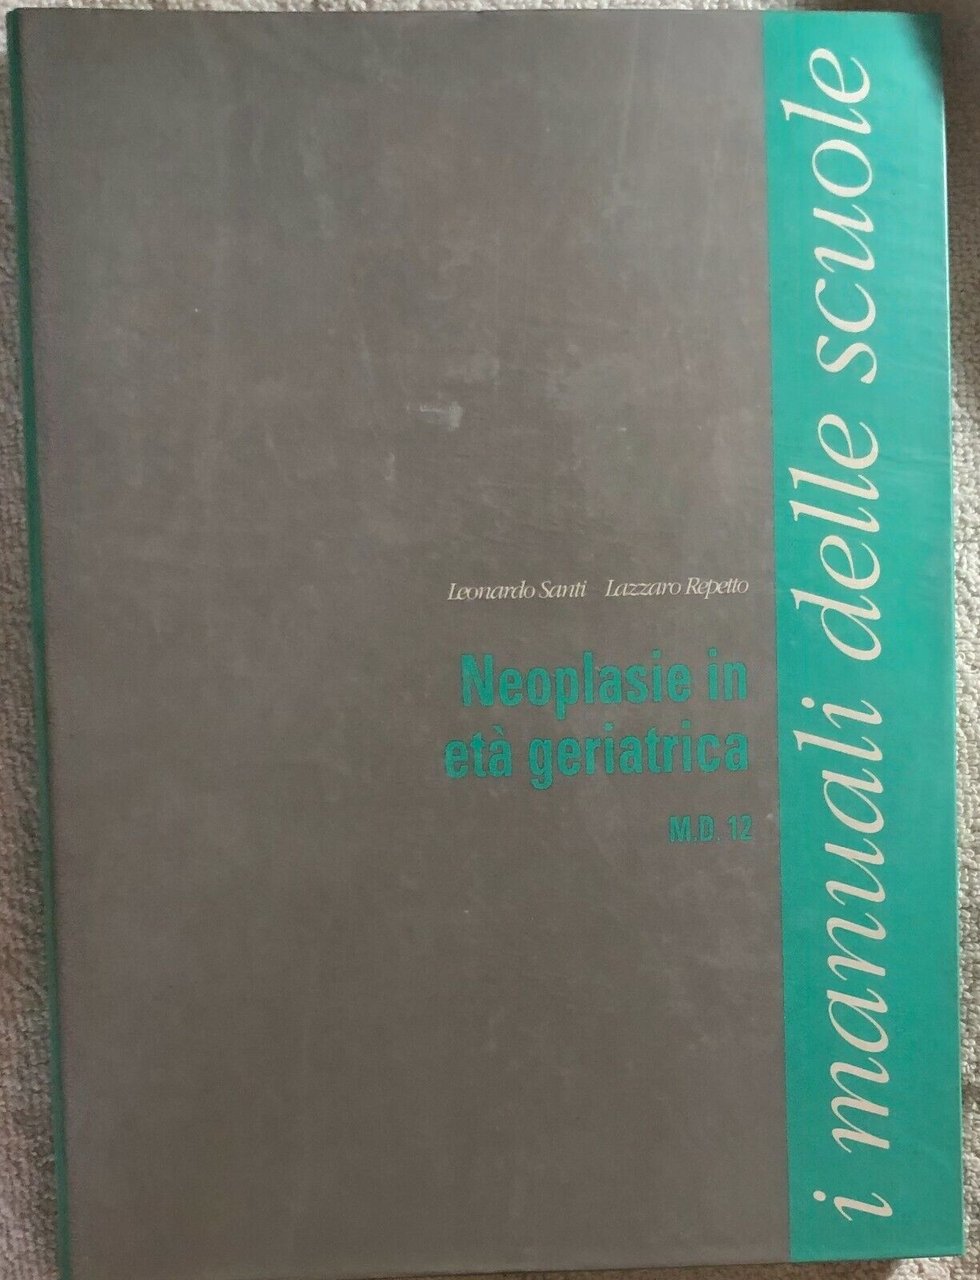 Leonardo Santi Lazzaro Repetto
Neoplasie in
età geriatrica
M.D. 12
i manuali delle scuole